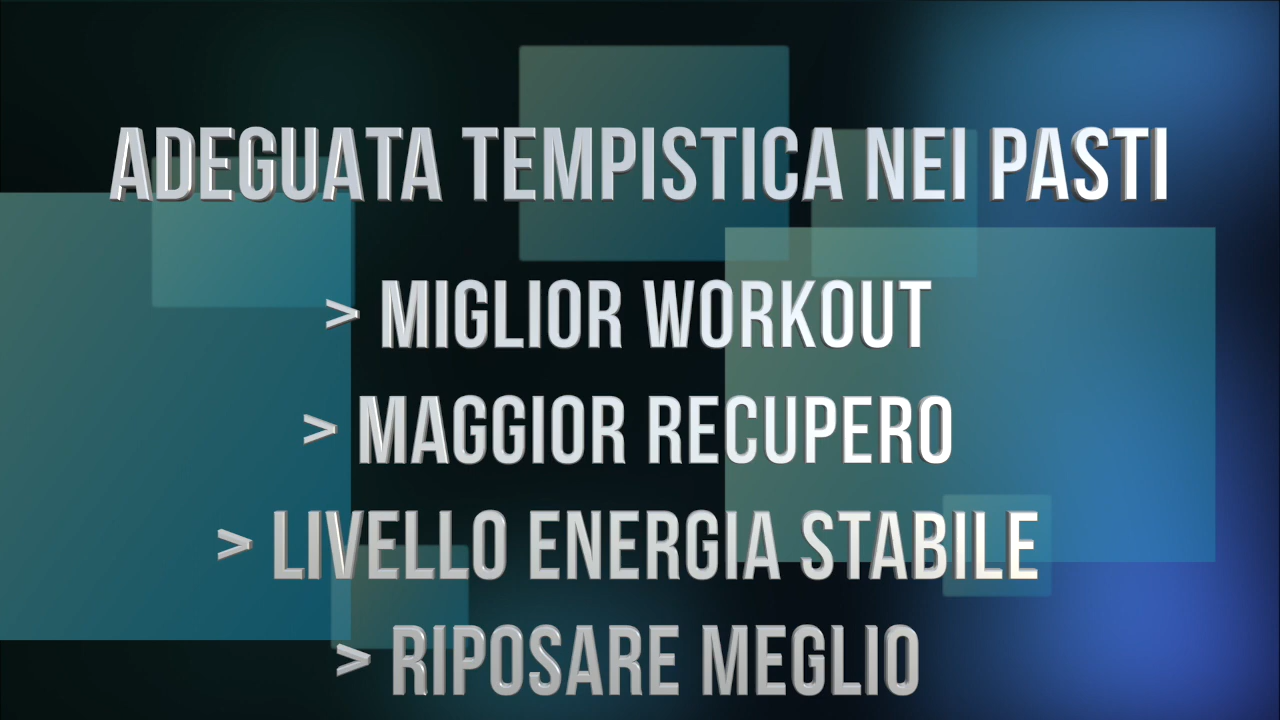 ADEGUATA TEMPISTICA NEI PASTI
> MIGLIOR WORKOUT
> MAGGIOR RECUPERO
> LIVELLO ENERGIA STABILE
> RIPOSARE MEGLIO